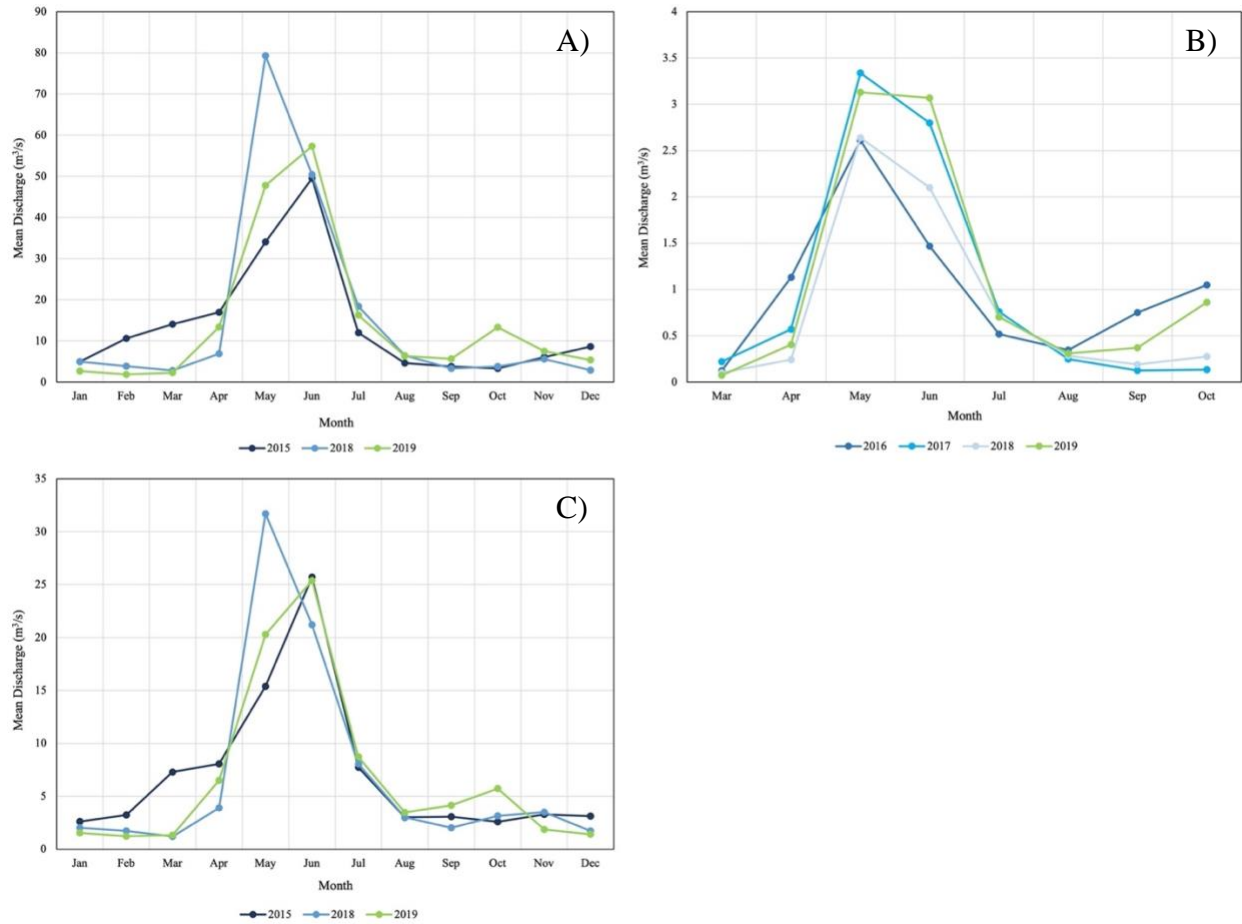 A)
90
80
70
60
50
40
30
20
10
0
Mean Discharge (m³/s)
Jan Feb Mar Apr May Jun Jul Aug Sep Oct Nov Dec
Month
2015 2018 2019
B)
4
3.5
3
2.5
2
1.5
1
0.5
0
Mean Discharge (m³/s)
Mar Apr May Jun Jul Aug Sep Oct
Month
2016 2017 2018 2019
C)
35
30
25
20
15
10
5
0
Mean Discharge (m³/s)
Jan Feb Mar Apr May Jun Jul Aug Sep Oct Nov Dec
Month
2015 2018 2019